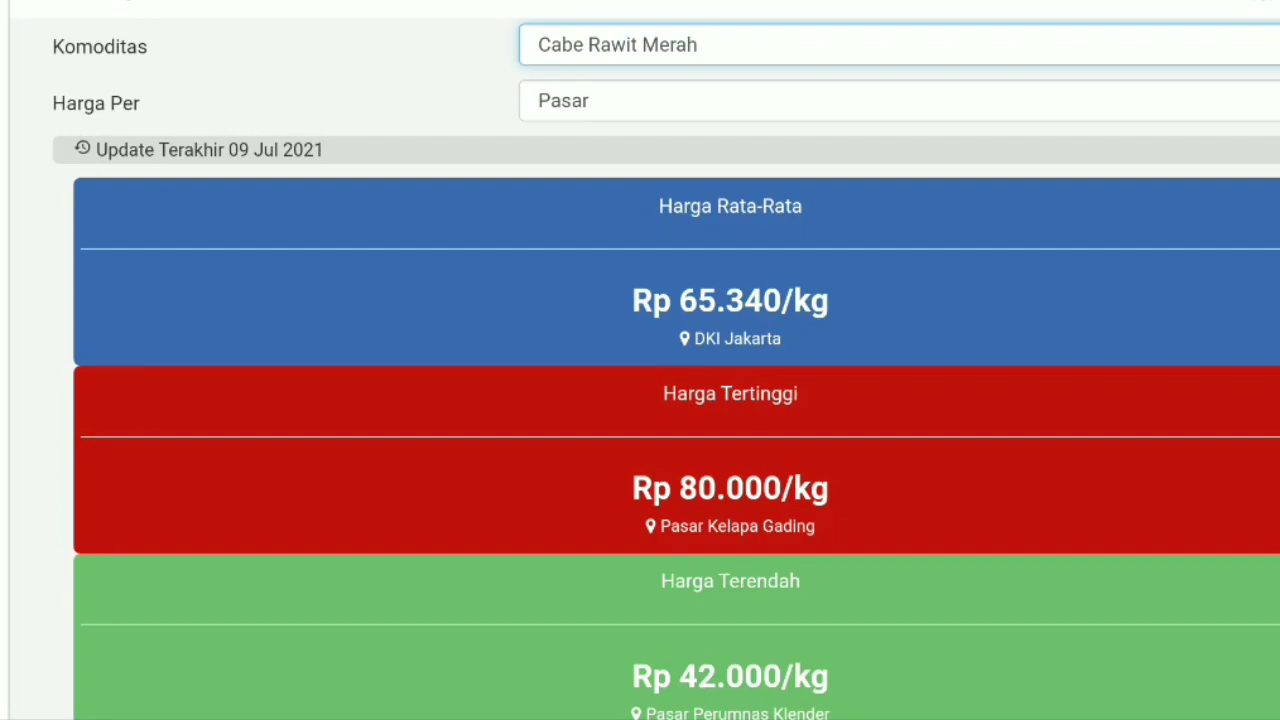 Komoditas
Cabe Rawit Merah
Harga Per
Pasar
Update Terakhir 09 Jul 2021
Harga Rata-Rata
Rp 65.340/kg
DKI Jakarta
Harga Tertinggi
Rp 80.000/kg
Pasar Kelapa Gading
Harga Terendah
Rp 42.000/kg
Pasar Perumnas Klender